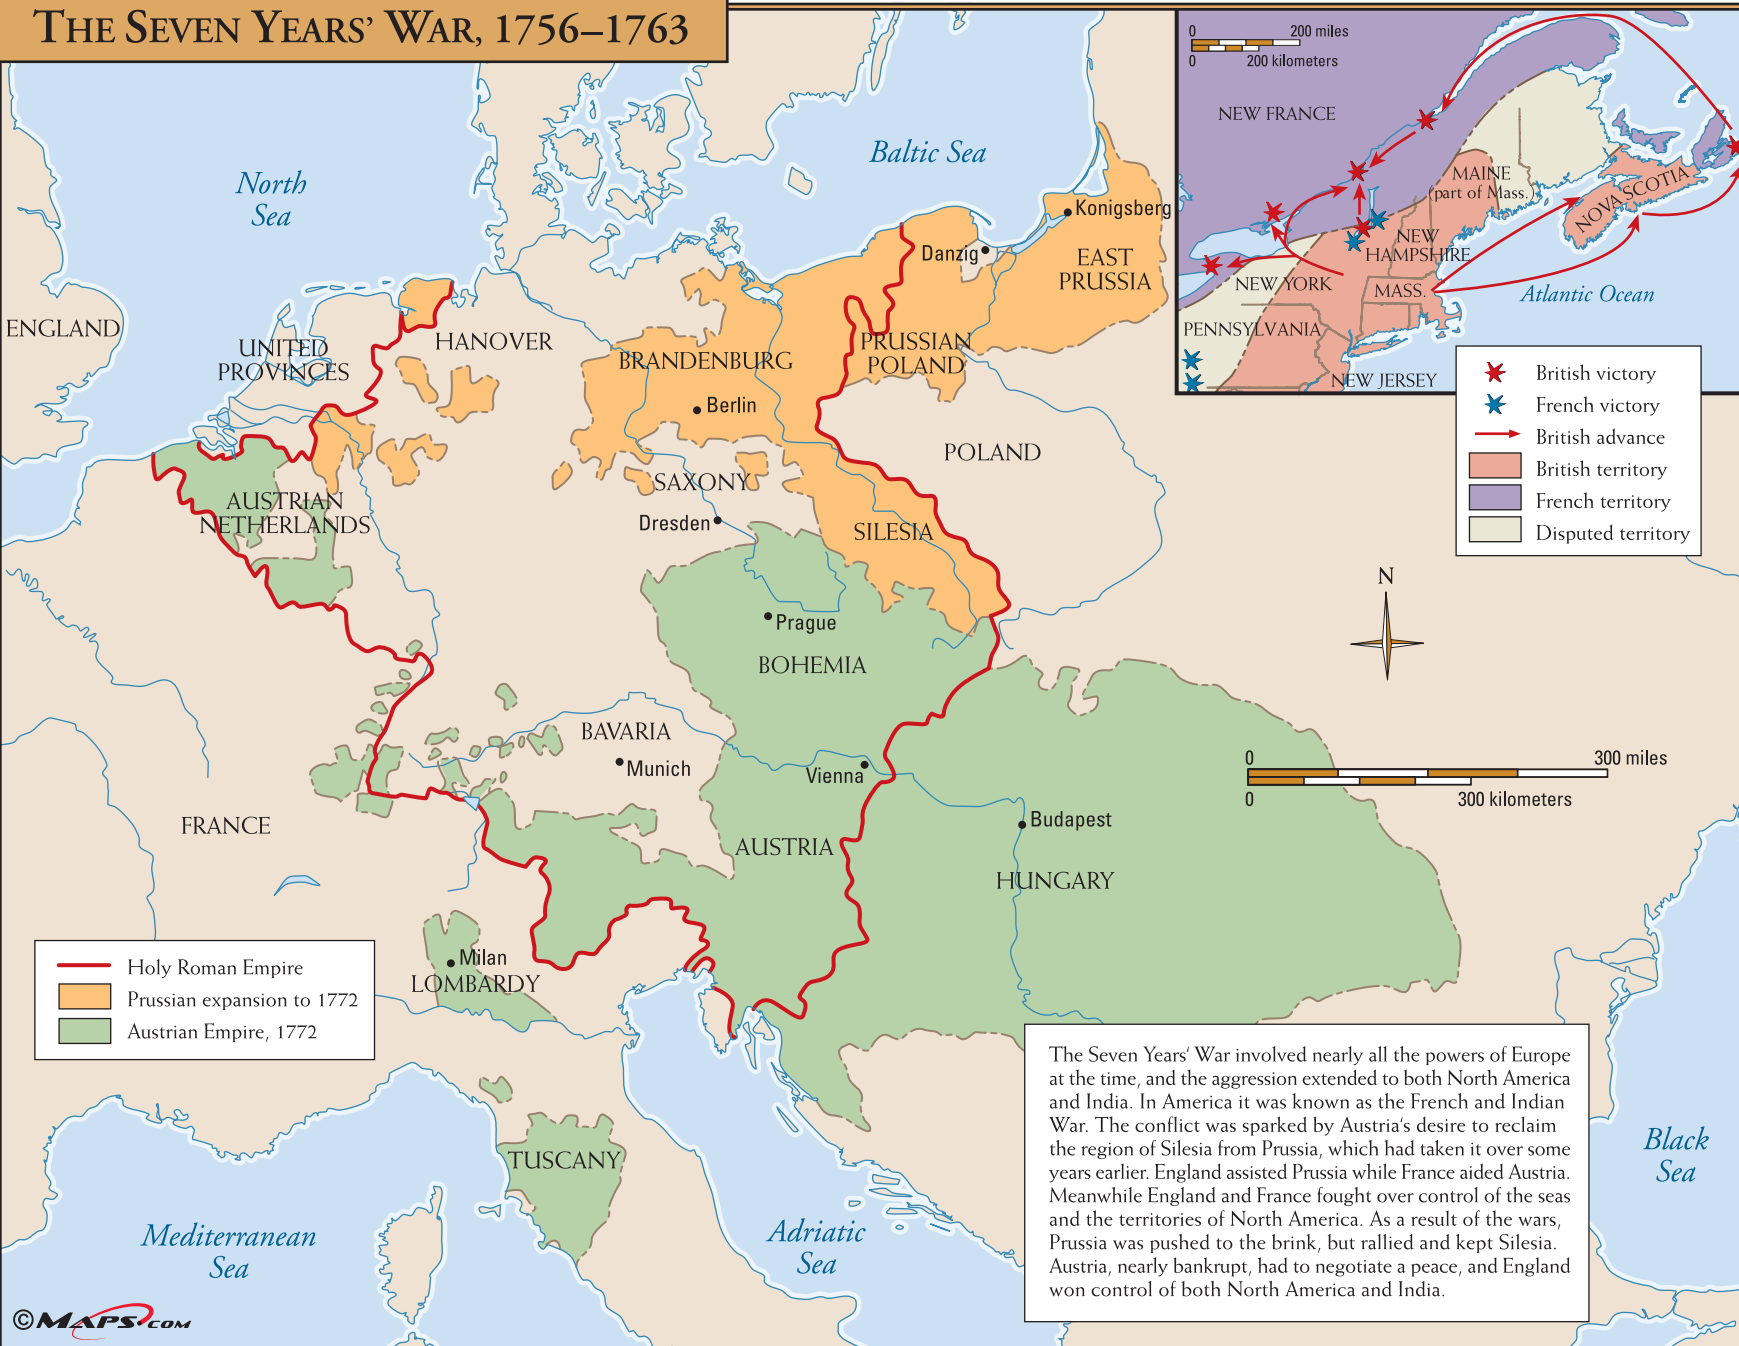 THE SEVEN YEARS' WAR, 1756–1763
0 200 miles
0 200 kilometers
NEW FRANCE
MAINE
(part of Mass.)
NOVA SCOTIA
NEW
HAMPSHIRE
NEW YORK
MASS.
Atlantic Ocean
PENNSYLVANIA
NEW JERSEY
British victory
French victory
British advance
British territory
French territory
Disputed territory
North
Sea
Baltic Sea
Konigsberg
Danzig
EAST
PRUSSIA
ENGLAND
HANOVER
UNITED
PROVINCES
BRANDENBURG
PRUSSIAN
POLAND
Berlin
POLAND
SAXONY
AUSTRIAN
NETHERLANDS
Dresden
SILESIA
N
Prague
BOHEMIA
BAVARIA
Munich
Vienna
0 300 miles
0 300 kilometers
FRANCE
Budapest
AUSTRIA
HUNGARY
Milan
LOMBARDY
Holy Roman Empire
Prussian expansion to 1772
Austrian Empire, 1772
TUSCANY
Mediterranean
Sea
Adriatic
Sea
Black
Sea
The Seven Years' War involved nearly all the powers of Europe
at the time, and the aggression extended to both North America
and India. In America it was known as the French and Indian
War. The conflict was sparked by Austria's desire to reclaim
the region of Silesia from Prussia, which had taken it over some
years earlier. England assisted Prussia while France aided Austria.
Meanwhile England and France fought over control of the seas
and the territories of North America. As a result of the wars,
Prussia was pushed to the brink, but rallied and kept Silesia.
Austria, nearly bankrupt, had to negotiate a peace, and England
won control of both North America and India.
©MAPS.COM